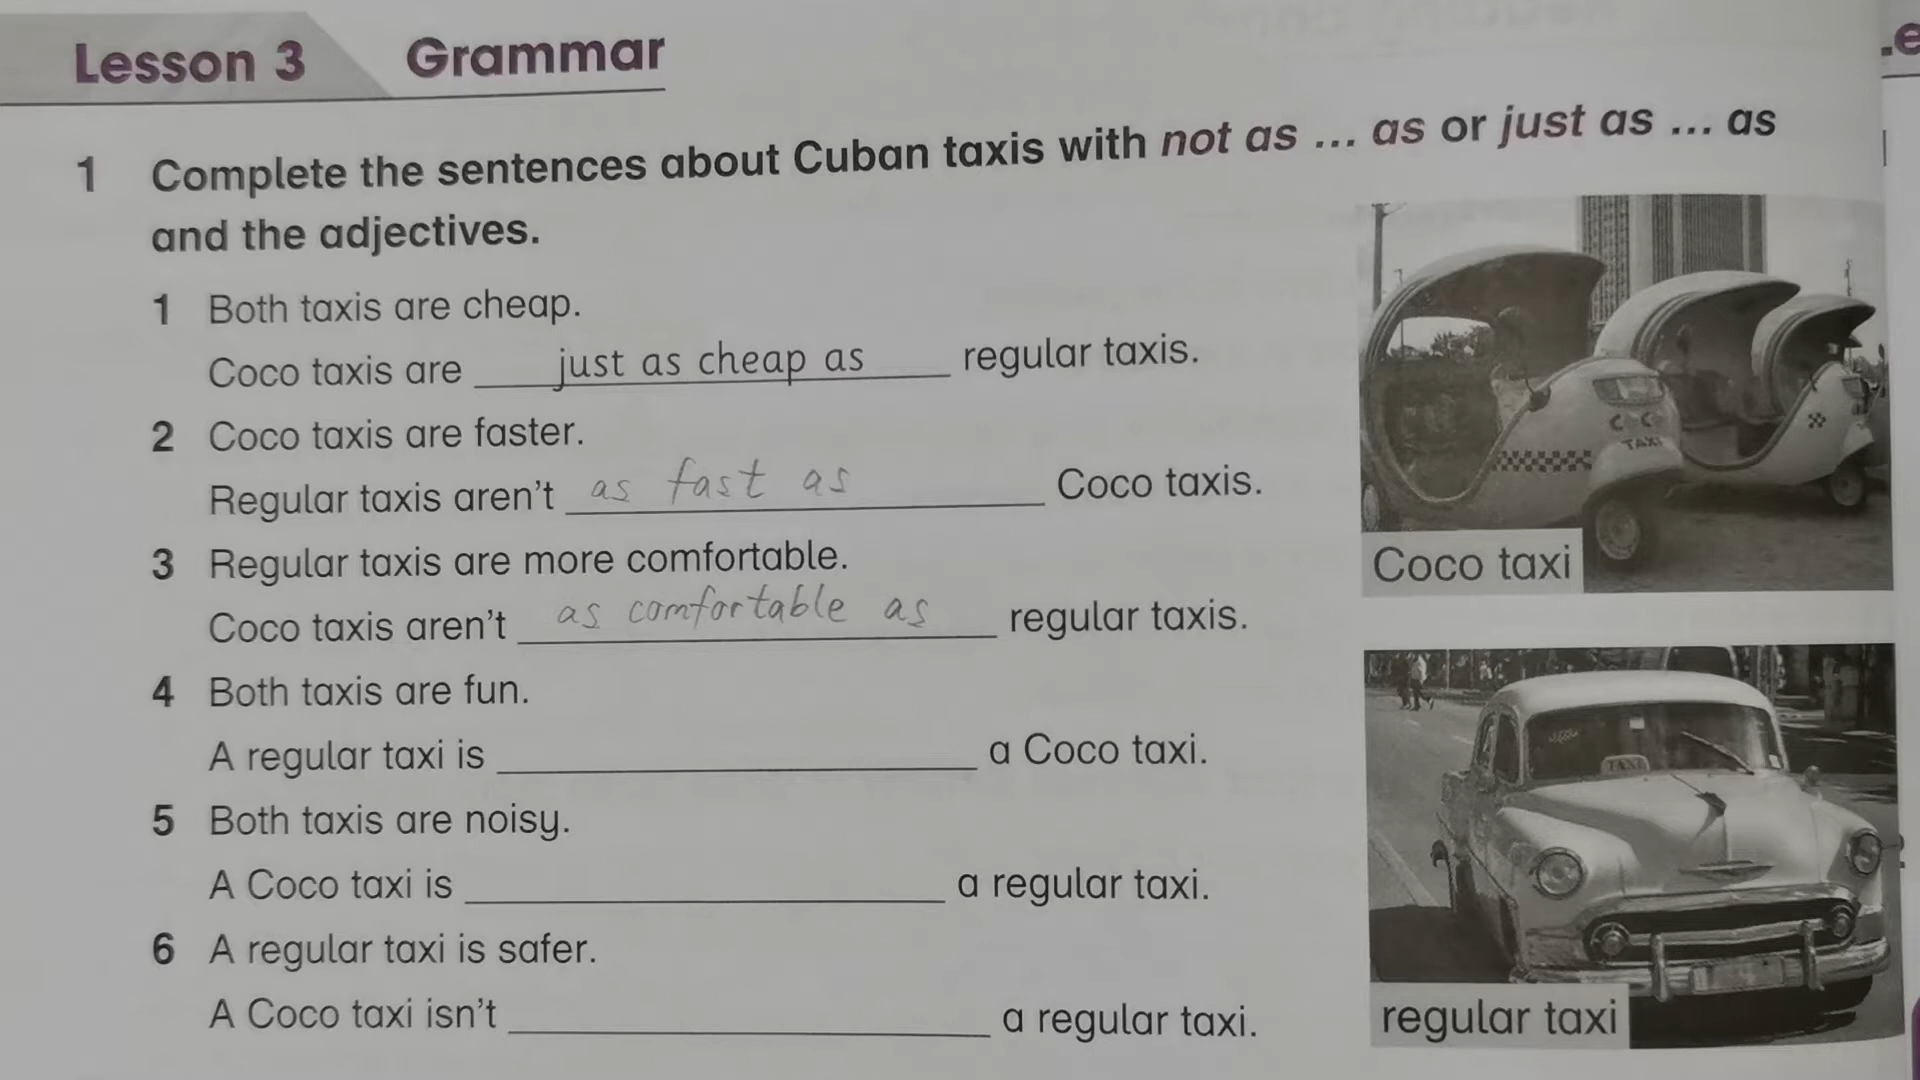 Lesson 3 Grammar
1 Complete the sentences about Cuban taxis with not as ... as or just as ... as
and the adjectives.
1 Both taxis are cheap.
Coco taxis are just as cheap as regular taxis.
2 Coco taxis are faster.
Regular taxis aren't as fast as Coco taxis.
3 Regular taxis are more comfortable.
Coco taxis aren't as comfortable as regular taxis.
4 Both taxis are fun.
A regular taxi is ____ a Coco taxi.
5 Both taxis are noisy.
A Coco taxi is ____ a regular taxi.
6 A regular taxi is safer.
A Coco taxi isn't ____ a regular taxi.
TAXI
Coco taxi
TAXI
regular taxi